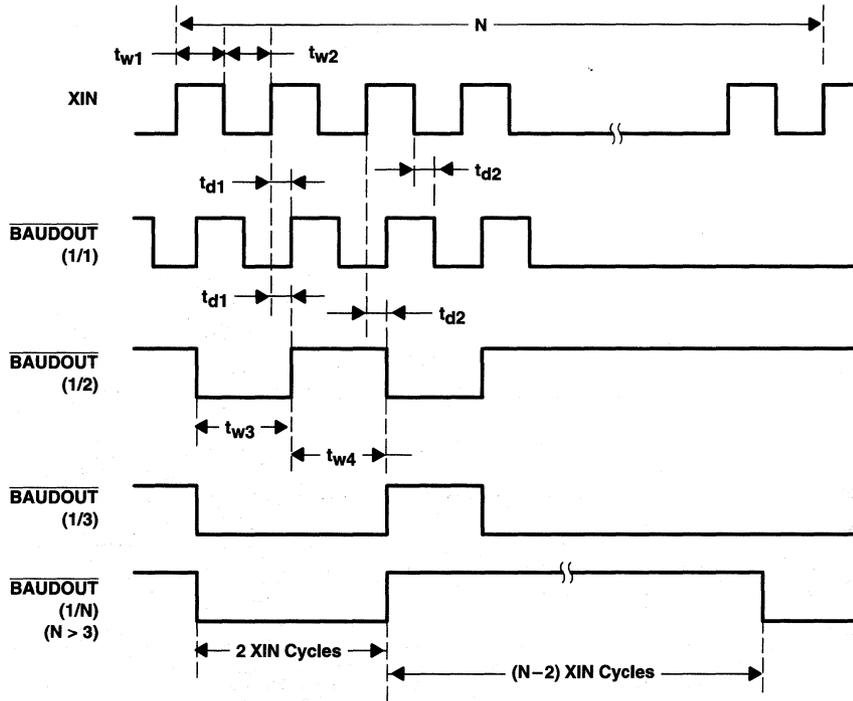 N
tw1
tw2
XIN
td1
td2
BAUDOUT
(1/1)
td1
td2
BAUDOUT
(1/2)
tw3
tw4
BAUDOUT
(1/3)
BAUDOUT
(1/N)
(N > 3)
2 XIN Cycles
(N−2) XIN Cycles